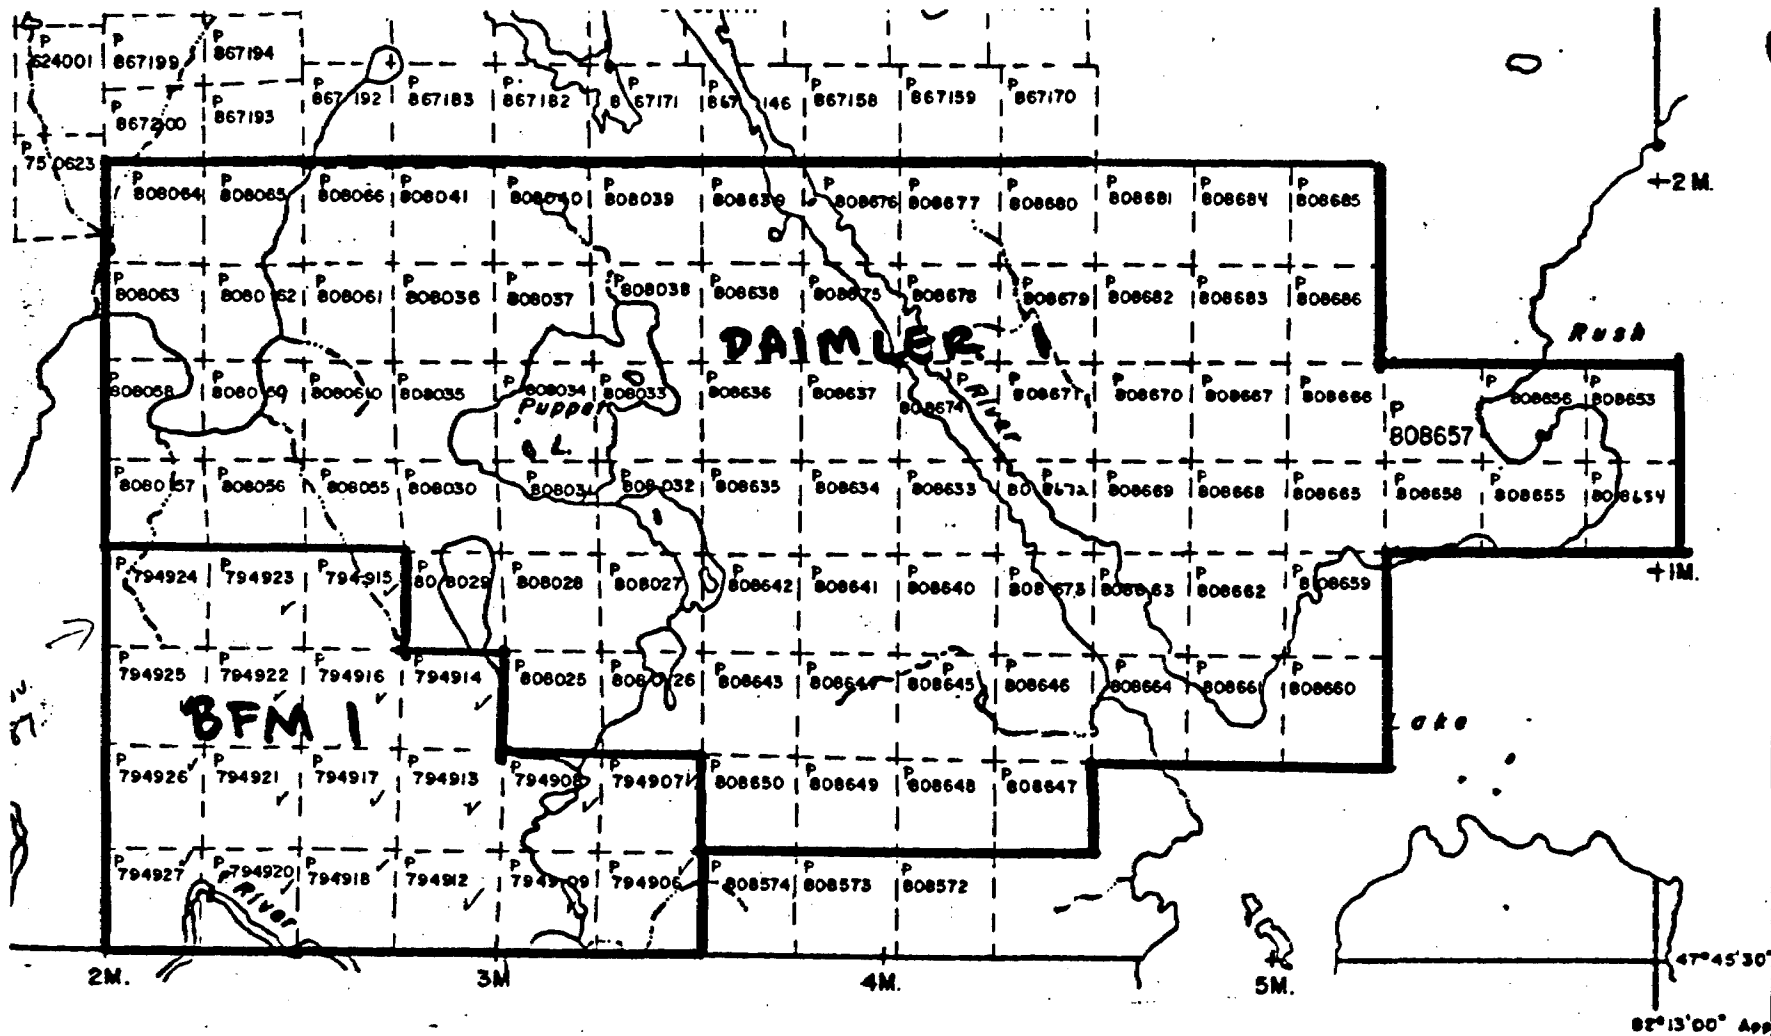 P 624001 P 867199 P 867194
P 867192 P 867183 P 867182 P 867171 P 867146 P 867158 P 867159 P 867170
P 867200 P 867193
P 750623
P 808064 P 808065 P 808066 P 808041 P 808040 P 808039 P 808639 P 808676 P 808677 P 808680 P 808681 P 808684 P 808685
+2M.
P 808063 P 808062 P 808061 P 808036 P 808037 P 808038 P 808638 P 808675 P 808678 P 808679 P 808682 P 808683 P 808686
DAIMLER 1
Rush
P 808058 P 808059 P 808060 P 808035 P 808034 P 808033 P 808636 P 808637 P 808674 P 808671 P 808670 P 808667 P 808666 P 808657 P 808656 P 808653
Puppet L.
River
P 808057 P 808056 P 808055 P 808030 P 808031 P 808032 P 808635 P 808634 P 808633 P 808672 P 808669 P 808668 P 808665 P 808658 P 808655 P 808654
P 794924 P 794923 P 794915 P 808029 P 808028 P 808027 P 808642 P 808641 P 808640 P 808673 P 808663 P 808662 P 808659
+1M.
P 794925 P 794922 P 794916 P 794914 P 808025 P 808026 P 808643 P 808644 P 808645 P 808646 P 808664 P 808661 P 808660
BFM 1
Lake
P 794926 P 794921 P 794917 P 794913 P 794908 P 794907 P 808650 P 808649 P 808648 P 808647
P 794927 P 794920 P 794918 P 794912 P 794909 P 794906 P 808574 P 808573 P 808572
River
47°45'30"
2M. 3M 4M. 5M.
82°13'00" App